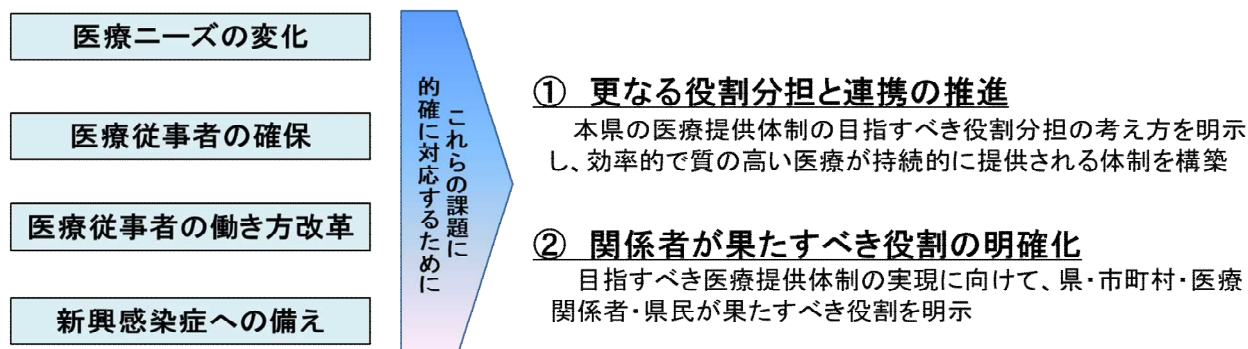 医療ニーズの変化
医療従事者の確保
医療従事者の働き方改革
新興感染症への備え
これらの課題に
的確に対応するために
① 更なる役割分担と連携の推進
本県の医療提供体制の目指すべき役割分担の考え方を明示
し、効率的で質の高い医療が持続的に提供される体制を構築
② 関係者が果たすべき役割の明確化
目指すべき医療提供体制の実現に向けて、県・市町村・医療
関係者・県民が果たすべき役割を明示